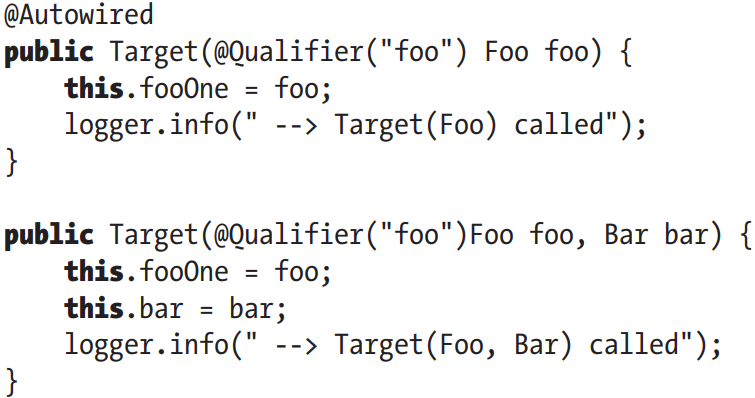 @Autowired
public Target(@Qualifier("foo") Foo foo) {
    this.fooOne = foo;
    logger.info(" --> Target(Foo) called");
}

public Target(@Qualifier("foo")Foo foo, Bar bar) {
    this.fooOne = foo;
    this.bar = bar;
    logger.info(" --> Target(Foo, Bar) called");
}